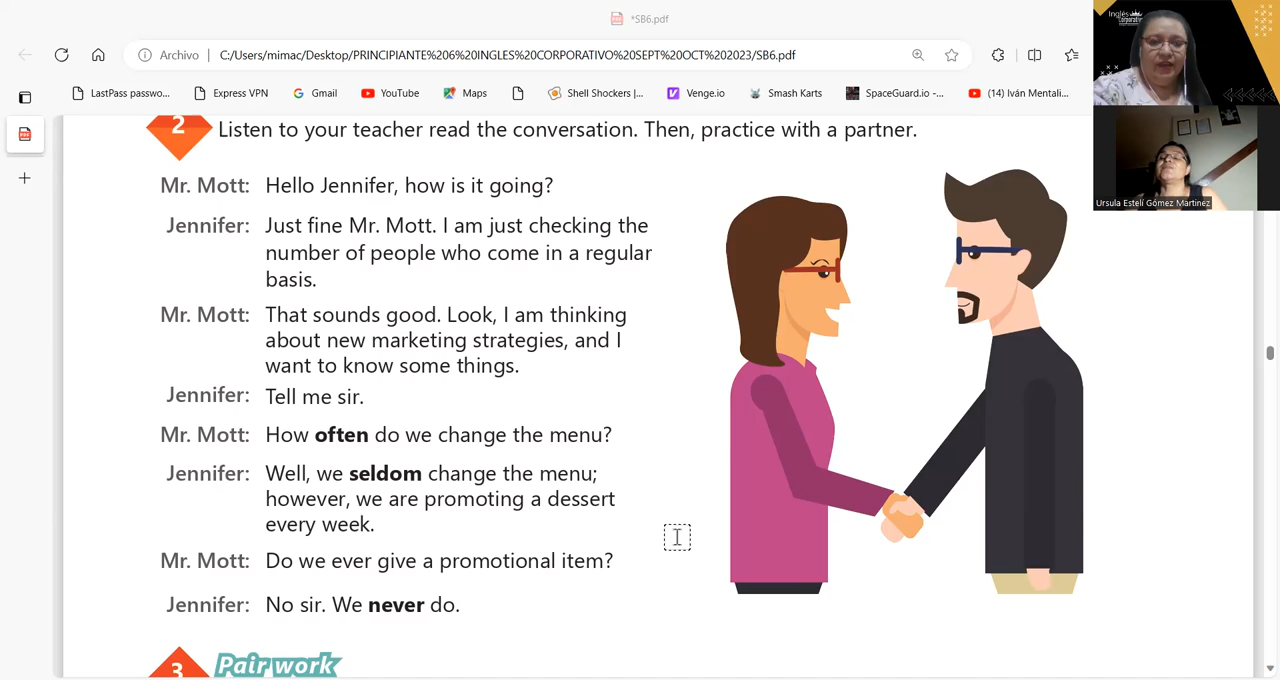 *SB6.pdf
Archivo
C:/Users/mimac/Desktop/PRINCIPIANTE%206%20INGLES%20CORPORATIVO%20SEPT%20OCT%202023/SB6.pdf
LastPass passwo...
Express VPN
Gmail
YouTube
Maps
Shell Shockers |...
Venge.io
Smash Karts
SpaceGuard.io -...
(14) Iván Mentali...
Inglés
Corporativo
Ursula Estelí Gómez Martinez
2
Listen to your teacher read the conversation. Then, practice with a partner.
Mr. Mott: Hello Jennifer, how is it going?
Jennifer: Just fine Mr. Mott. I am just checking the
number of people who come in a regular
basis.
Mr. Mott: That sounds good. Look, I am thinking
about new marketing strategies, and I
want to know some things.
Jennifer: Tell me sir.
Mr. Mott: How often do we change the menu?
Jennifer: Well, we seldom change the menu;
however, we are promoting a dessert
every week.
Mr. Mott: Do we ever give a promotional item?
Jennifer: No sir. We never do.
3
Pair work